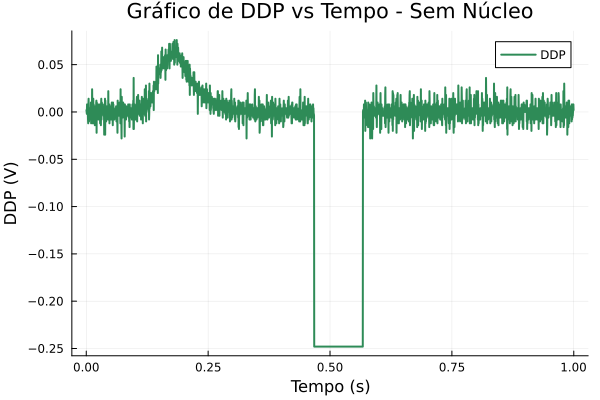 Gráfico de DDP vs Tempo - Sem Núcleo
DDP
0.05
0.00
−0.05
−0.10
−0.15
−0.20
−0.25
DDP (V)
0.00 0.25 0.50 0.75 1.00
Tempo (s)